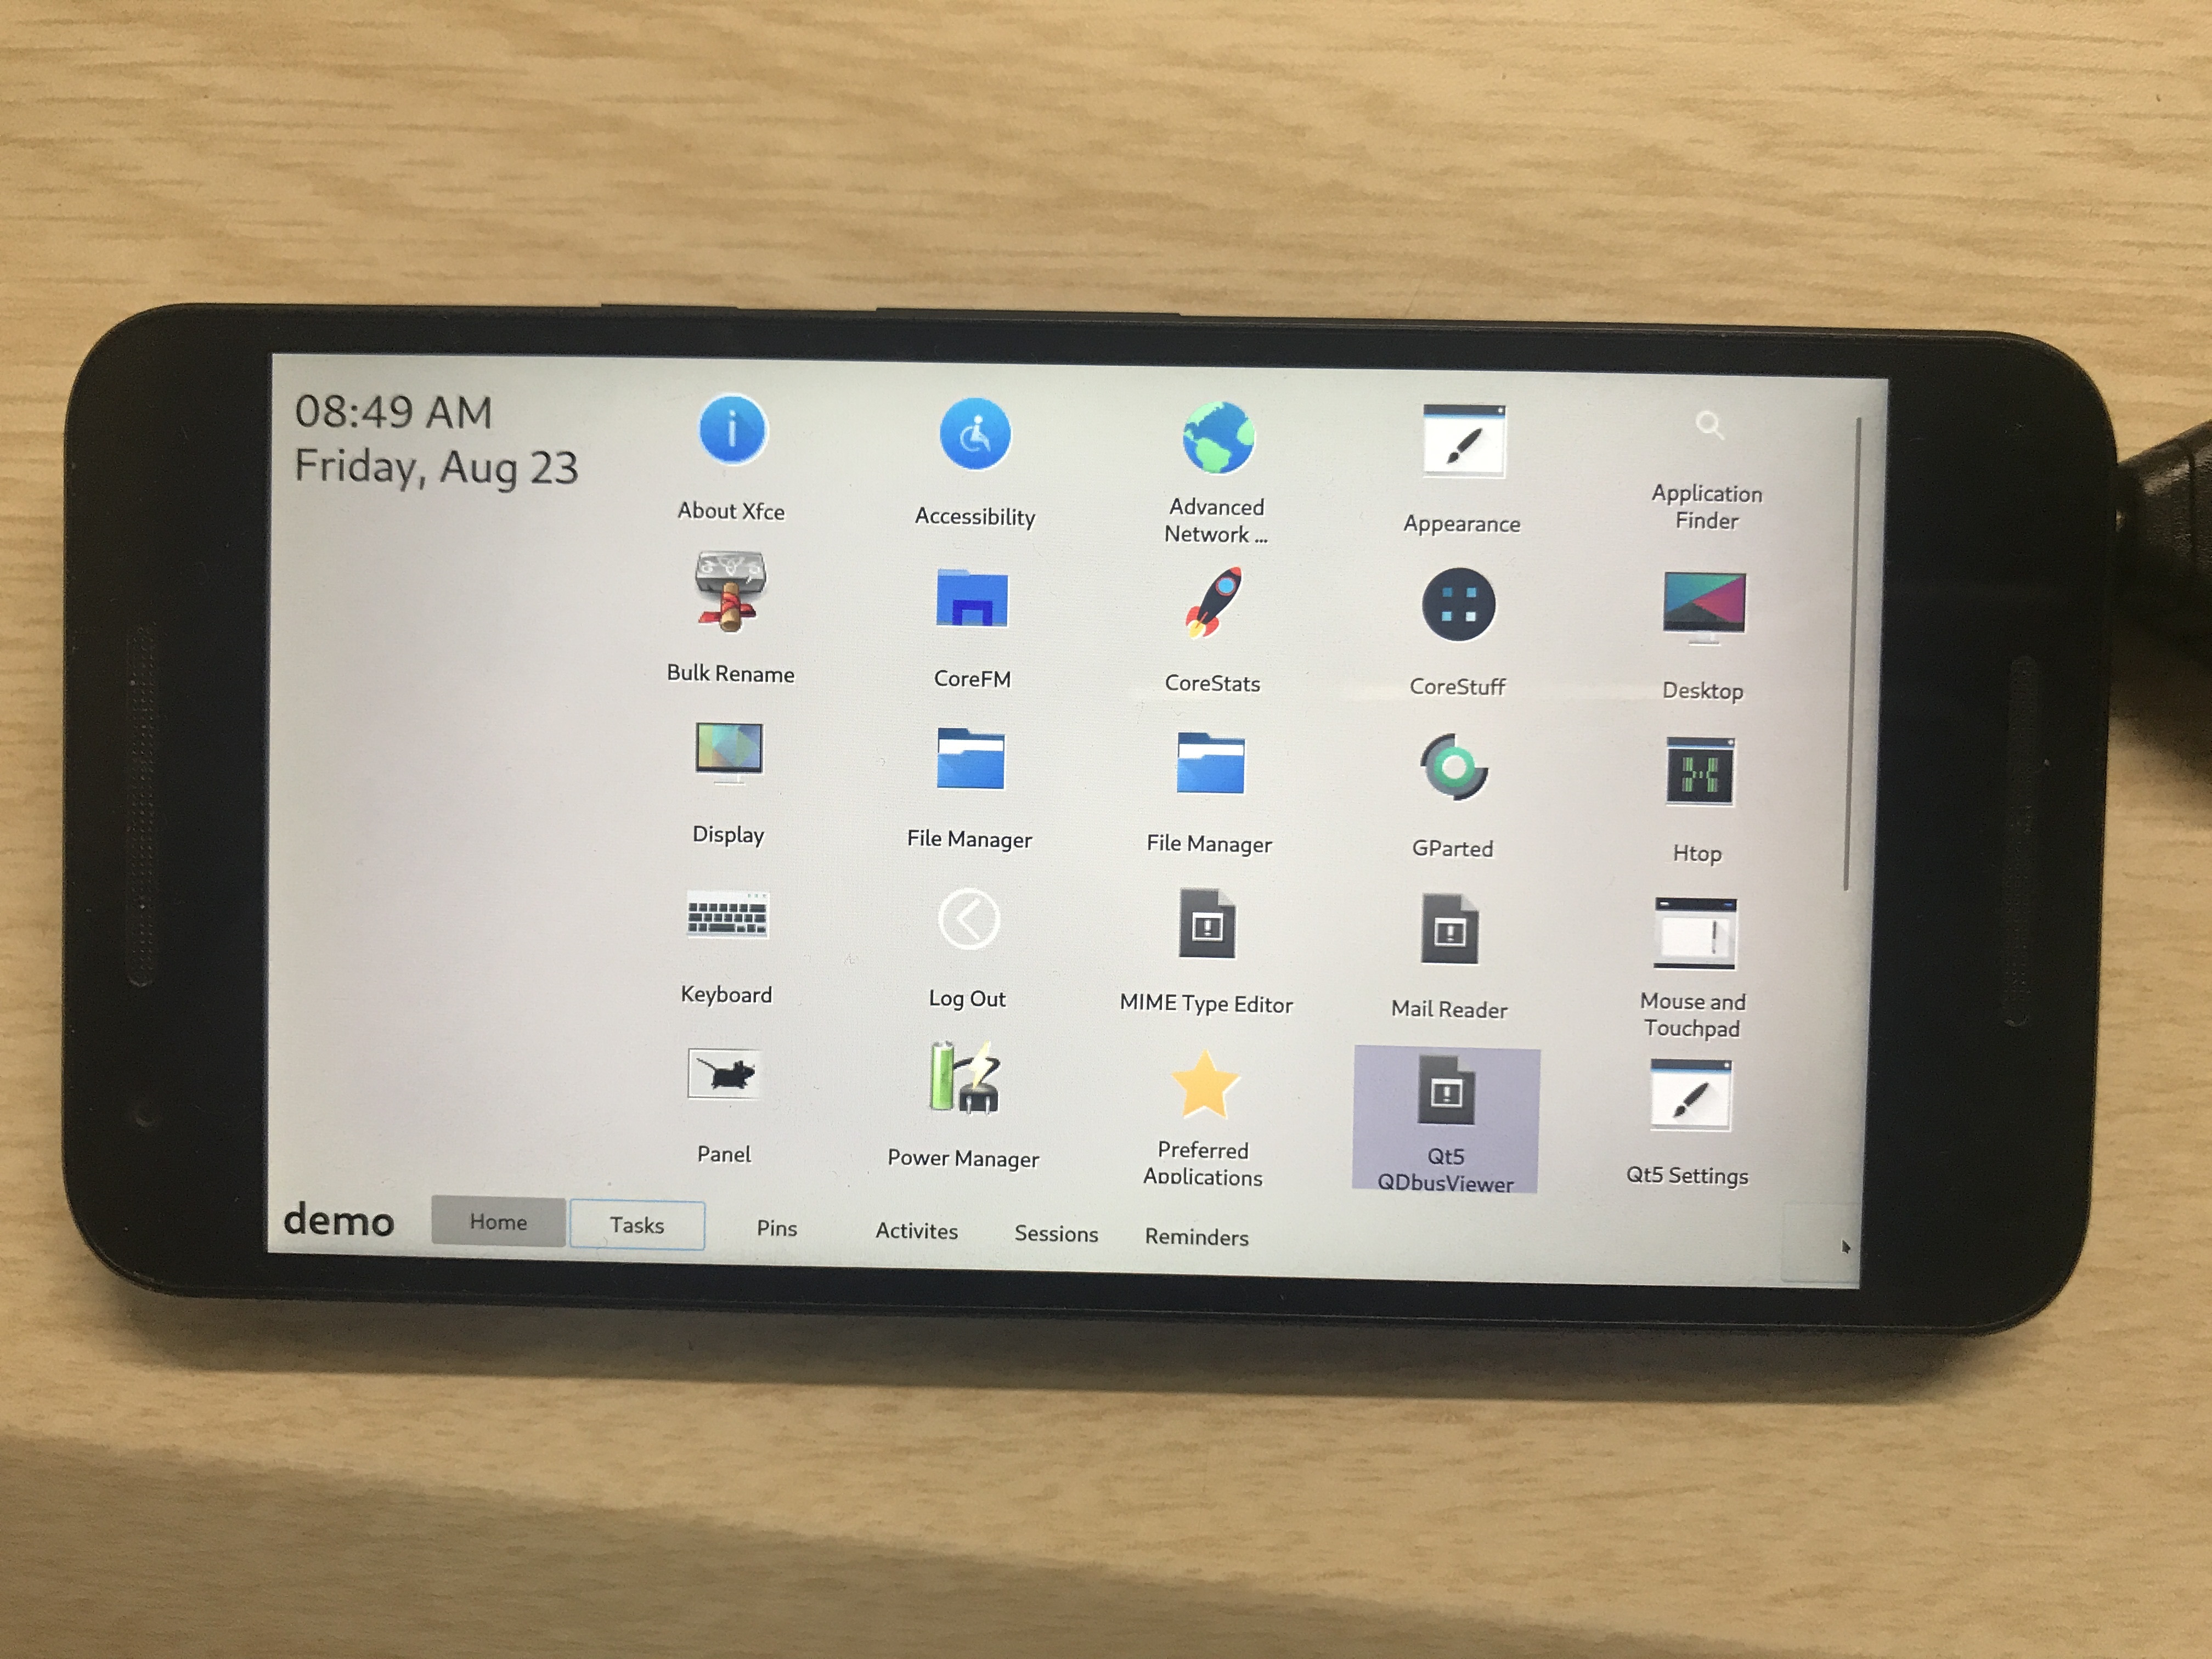 08:49 AM
Friday, Aug 23
About Xfce
Accessibility
Advanced
Network ...
Appearance
Application
Finder
Bulk Rename
CoreFM
CoreStats
CoreStuff
Desktop
Display
File Manager
File Manager
GParted
Htop
Keyboard
Log Out
MIME Type Editor
Mail Reader
Mouse and
Touchpad
Panel
Power Manager
Preferred
Applications
Qt5
QDbusViewer
Qt5 Settings
demo
Home
Tasks
Pins
Activites
Sessions
Reminders